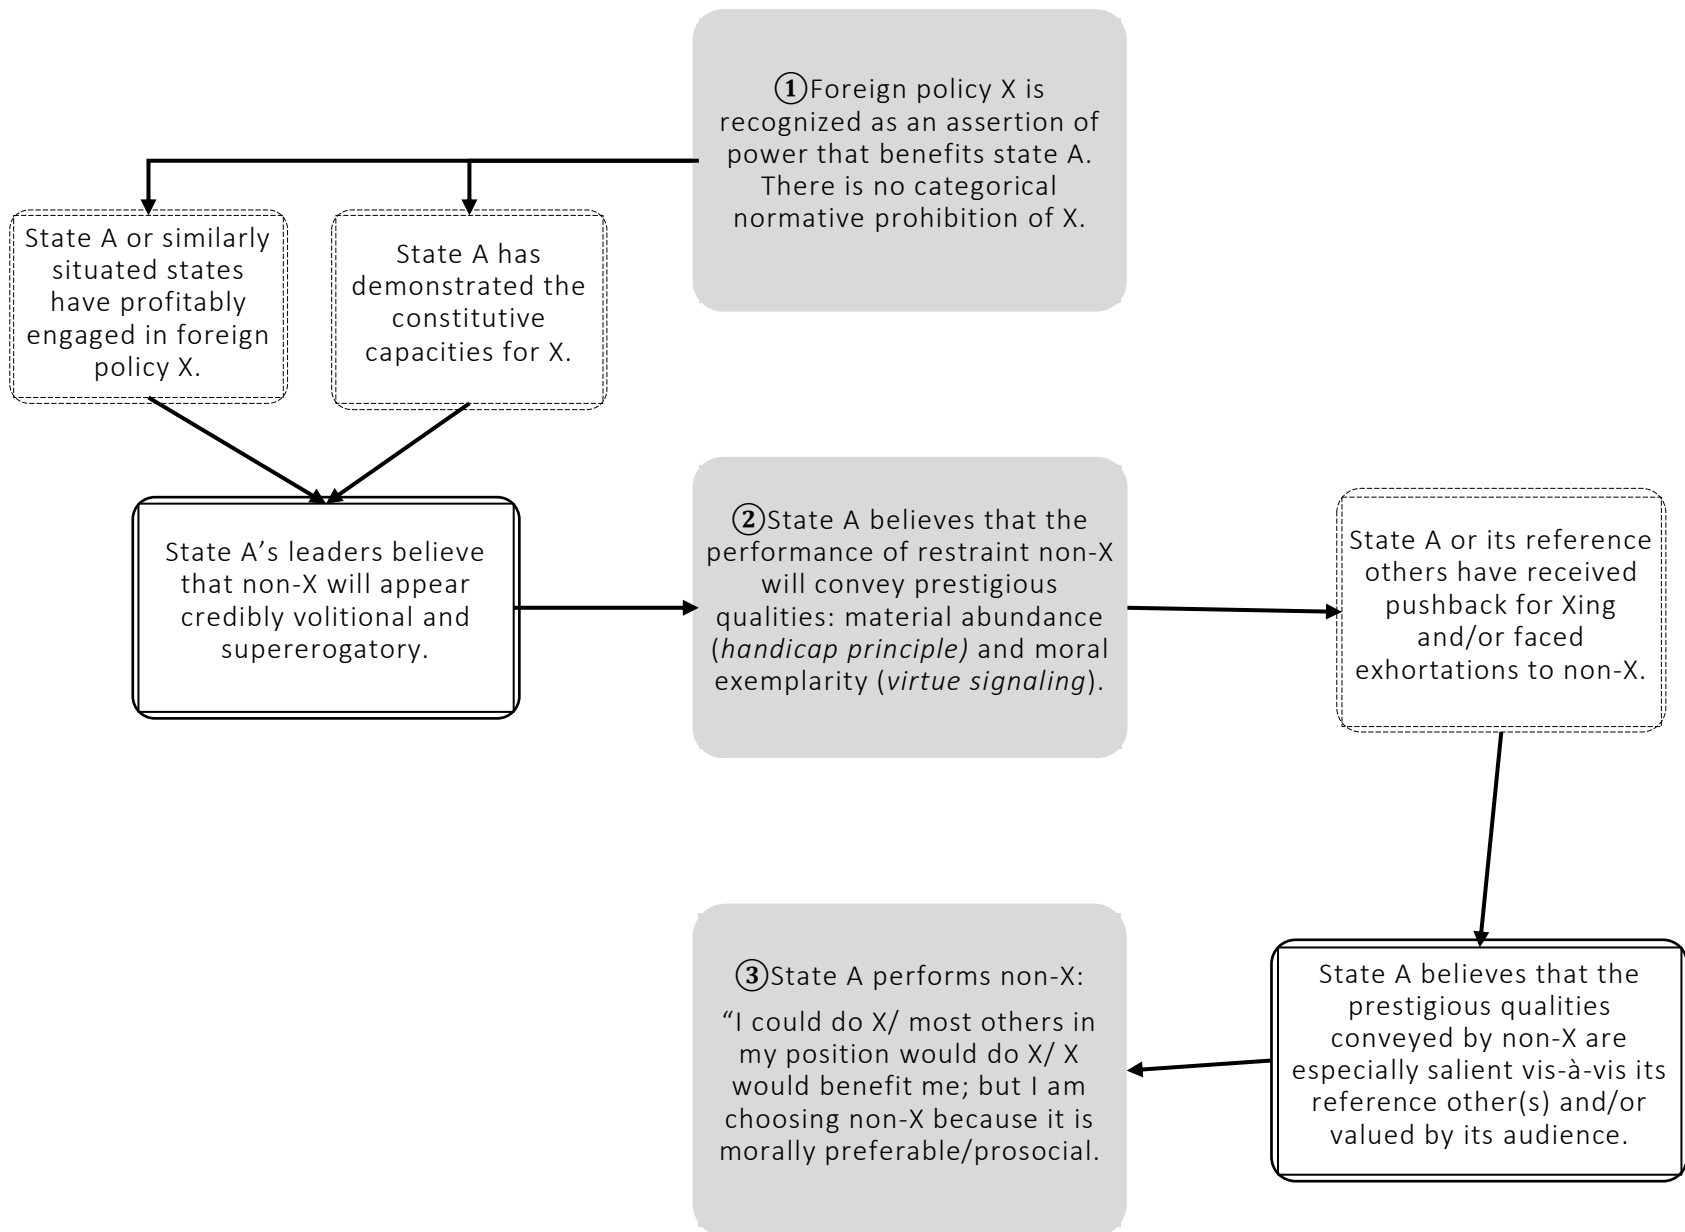 ①Foreign policy X is
recognized as an assertion of
power that benefits state A.
There is no categorical
normative prohibition of X.
State A or similarly
situated states
have profitably
engaged in foreign
policy X.
State A has
demonstrated the
constitutive
capacities for X.
State A’s leaders believe
that non-X will appear
credibly volitional and
supererogatory.
②State A believes that the
performance of restraint non-X
will convey prestigious
qualities: material abundance
(handicap principle) and moral
exemplarity (virtue signaling).
State A or its reference
others have received
pushback for Xing
and/or faced
exhortations to non-X.
State A believes that the
prestigious qualities
conveyed by non-X are
especially salient vis-à-vis its
reference other(s) and/or
valued by its audience.
③State A performs non-X:
“I could do X/ most others in
my position would do X/ X
would benefit me; but I am
choosing non-X because it is
morally preferable/prosocial.